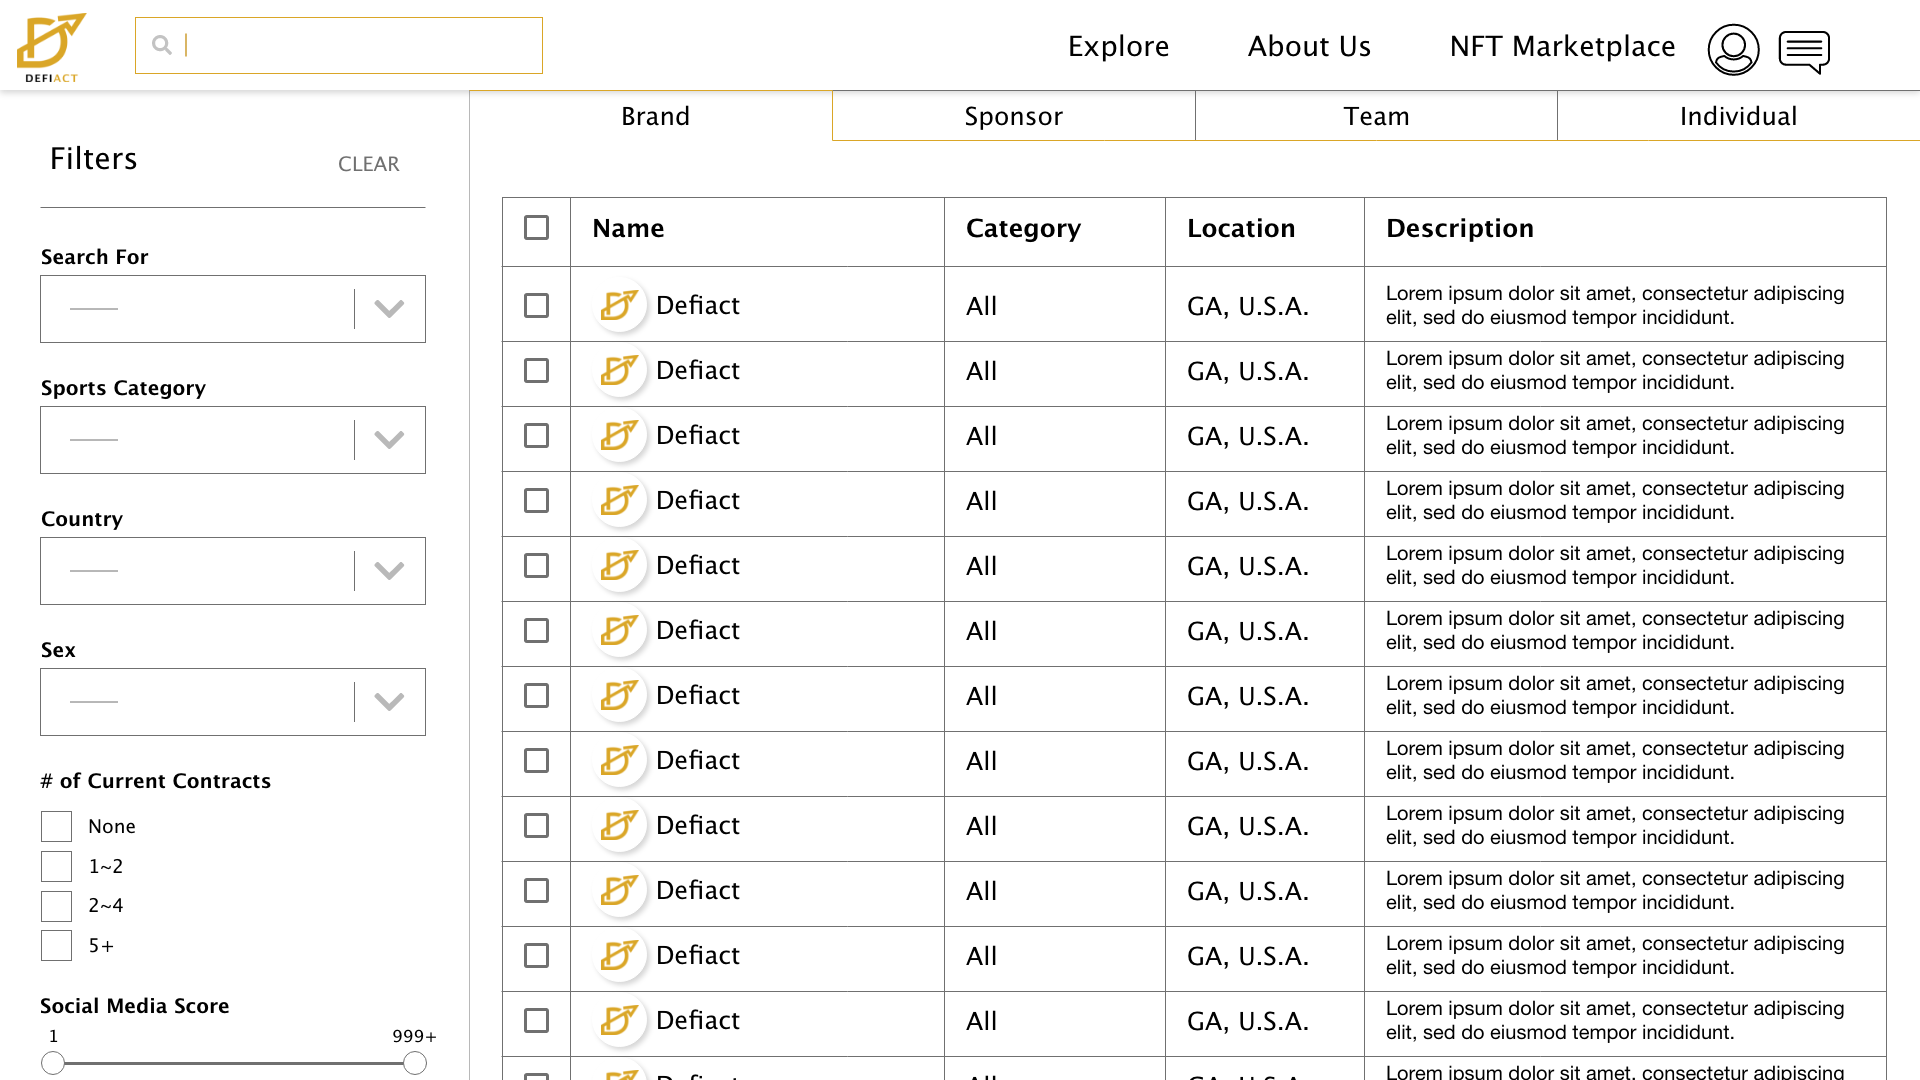 DEFIACT
Explore
About Us
NFT Marketplace
Brand
Sponsor
Team
Individual
Filters
CLEAR
Search For
Sports Category
Country
Sex
# of Current Contracts
None
1~2
2~4
5+
Social Media Score
1
999+
Name Category Location Description
Defiact All GA, U.S.A. Lorem ipsum dolor sit amet, consectetur adipiscing
elit, sed do eiusmod tempor incididunt.
Defiact All GA, U.S.A. Lorem ipsum dolor sit amet, consectetur adipiscing
elit, sed do eiusmod tempor incididunt.
Defiact All GA, U.S.A. Lorem ipsum dolor sit amet, consectetur adipiscing
elit, sed do eiusmod tempor incididunt.
Defiact All GA, U.S.A. Lorem ipsum dolor sit amet, consectetur adipiscing
elit, sed do eiusmod tempor incididunt.
Defiact All GA, U.S.A. Lorem ipsum dolor sit amet, consectetur adipiscing
elit, sed do eiusmod tempor incididunt.
Defiact All GA, U.S.A. Lorem ipsum dolor sit amet, consectetur adipiscing
elit, sed do eiusmod tempor incididunt.
Defiact All GA, U.S.A. Lorem ipsum dolor sit amet, consectetur adipiscing
elit, sed do eiusmod tempor incididunt.
Defiact All GA, U.S.A. Lorem ipsum dolor sit amet, consectetur adipiscing
elit, sed do eiusmod tempor incididunt.
Defiact All GA, U.S.A. Lorem ipsum dolor sit amet, consectetur adipiscing
elit, sed do eiusmod tempor incididunt.
Defiact All GA, U.S.A. Lorem ipsum dolor sit amet, consectetur adipiscing
elit, sed do eiusmod tempor incididunt.
Defiact All GA, U.S.A. Lorem ipsum dolor sit amet, consectetur adipiscing
elit, sed do eiusmod tempor incididunt.
Defiact All GA, U.S.A. Lorem ipsum dolor sit amet, consectetur adipiscing
elit, sed do eiusmod tempor incididunt.
Lorem ipsum dolor sit amet, consectetur adipiscing